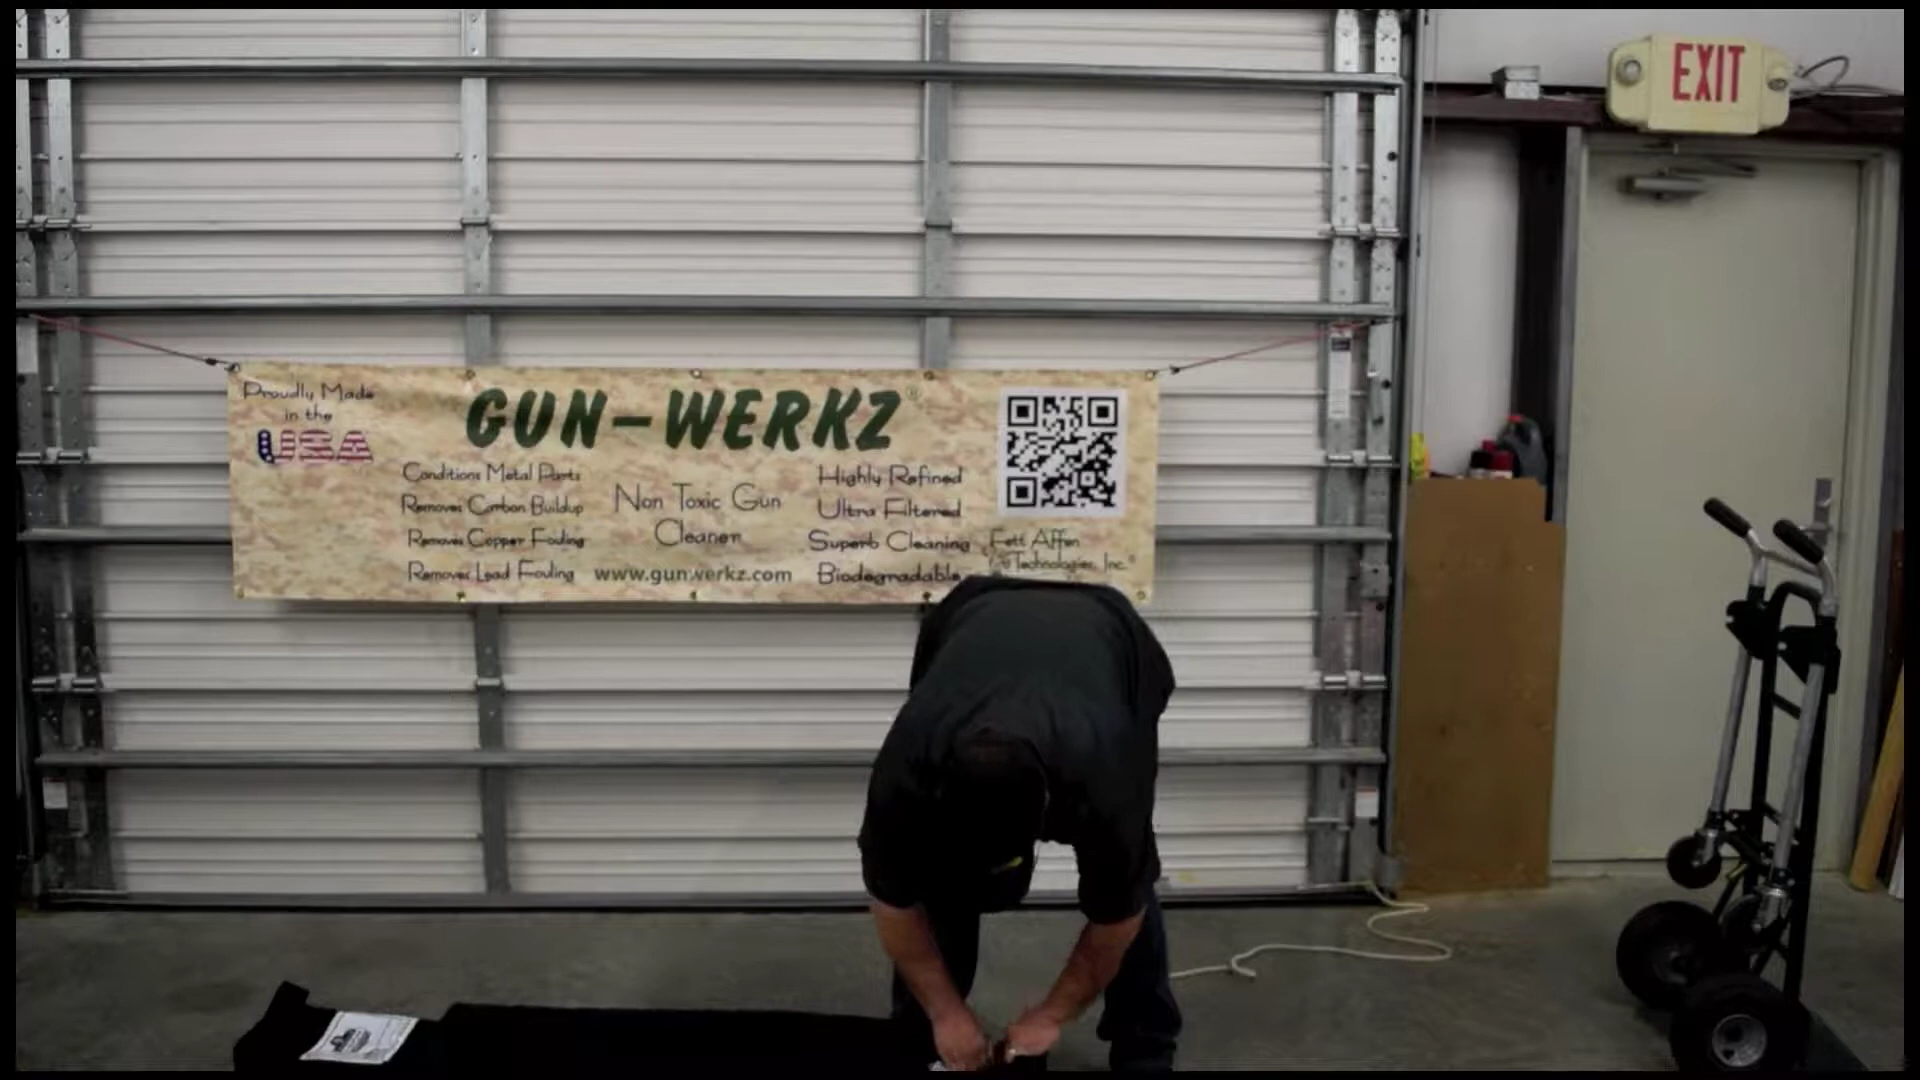 EXIT
Proudly Made
in the
USA
GUN-WERKZ®
Conditions Metal Parts
Removes Carbon Buildup
Removes Copper Fouling
Removes Lead Fouling
Non Toxic Gun
Cleaner
www.gunwerkz.com
Highly Refined
Ultra Filtered
Superb Cleaning
Biodegradable
Fett Affen
Technologies, Inc.®